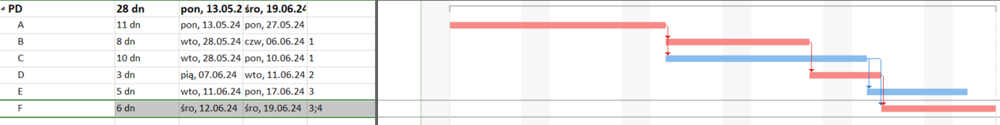 PD 28 dn pon, 13.05.2 śro, 19.06.24
A 11 dn pon, 13.05.24 pon, 27.05.24
B 8 dn wto, 28.05.24 czw, 06.06.24 1
C 10 dn wto, 28.05.24 pon, 10.06.24 1
D 3 dn pią, 07.06.24 wto, 11.06.24 2
E 5 dn wto, 11.06.24 pon, 17.06.24 3
F 6 dn śro, 12.06.24 śro, 19.06.24 3;4